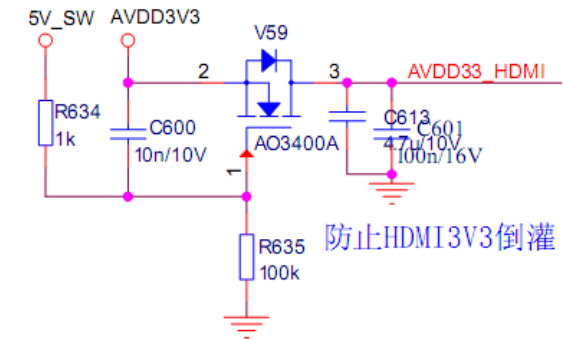 5V_SW AVDD3V3
V59
2
3
AVDD33_HDMI
R634
1k
C600
10n/10V
AO3400A
C613
4.7u/10V
C601
100n/16V
1
R635
100k
防止HDMI3V3倒灌